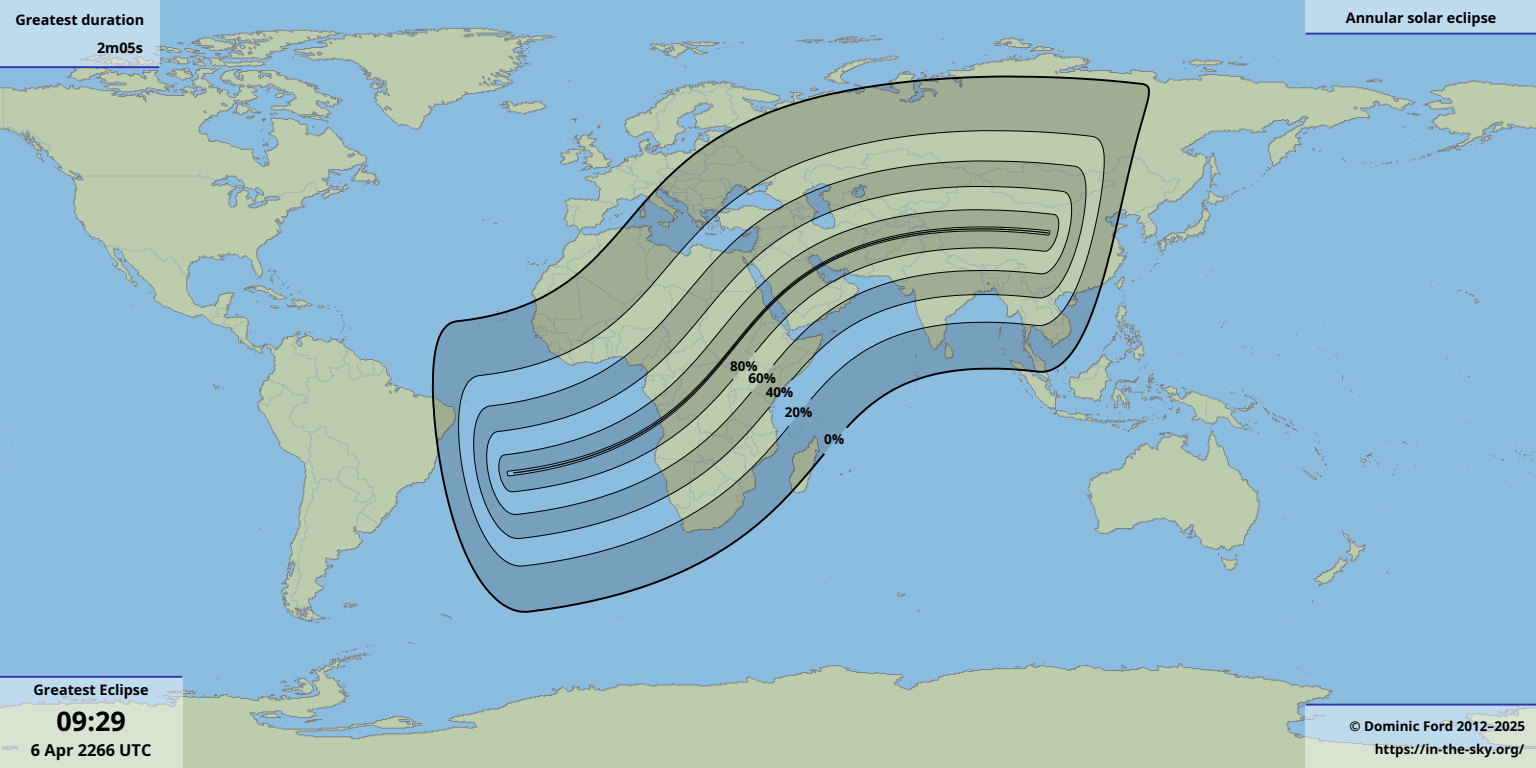 Greatest duration
2m05s
Annular solar eclipse
80%
60%
40%
20%
0%
Greatest Eclipse
09:29
6 Apr 2266 UTC
© Dominic Ford 2012–2025
https://in-the-sky.org/